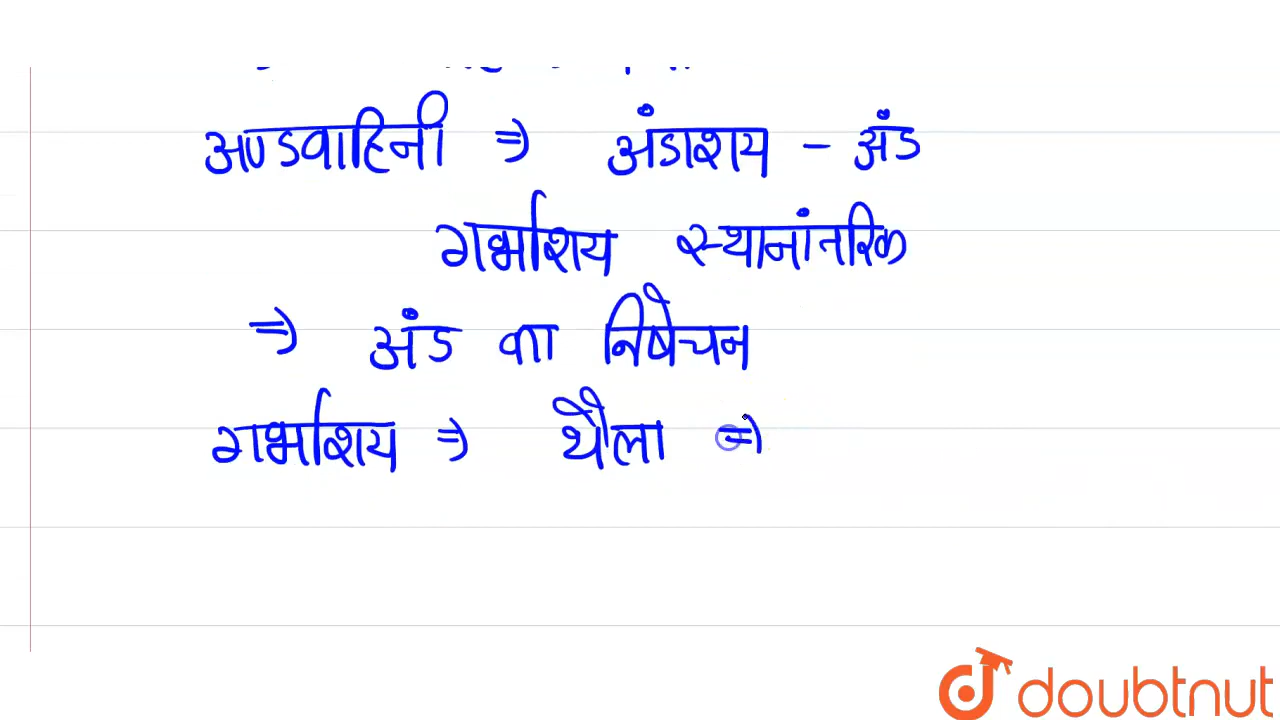 अण्डवाहिनी ⇒ अंडाशय – अंड
गर्भाशय स्थानांतरिक
⇒ अंड का निषेचन
गर्भाशय ⇒ थैला ⇒
doubtnut